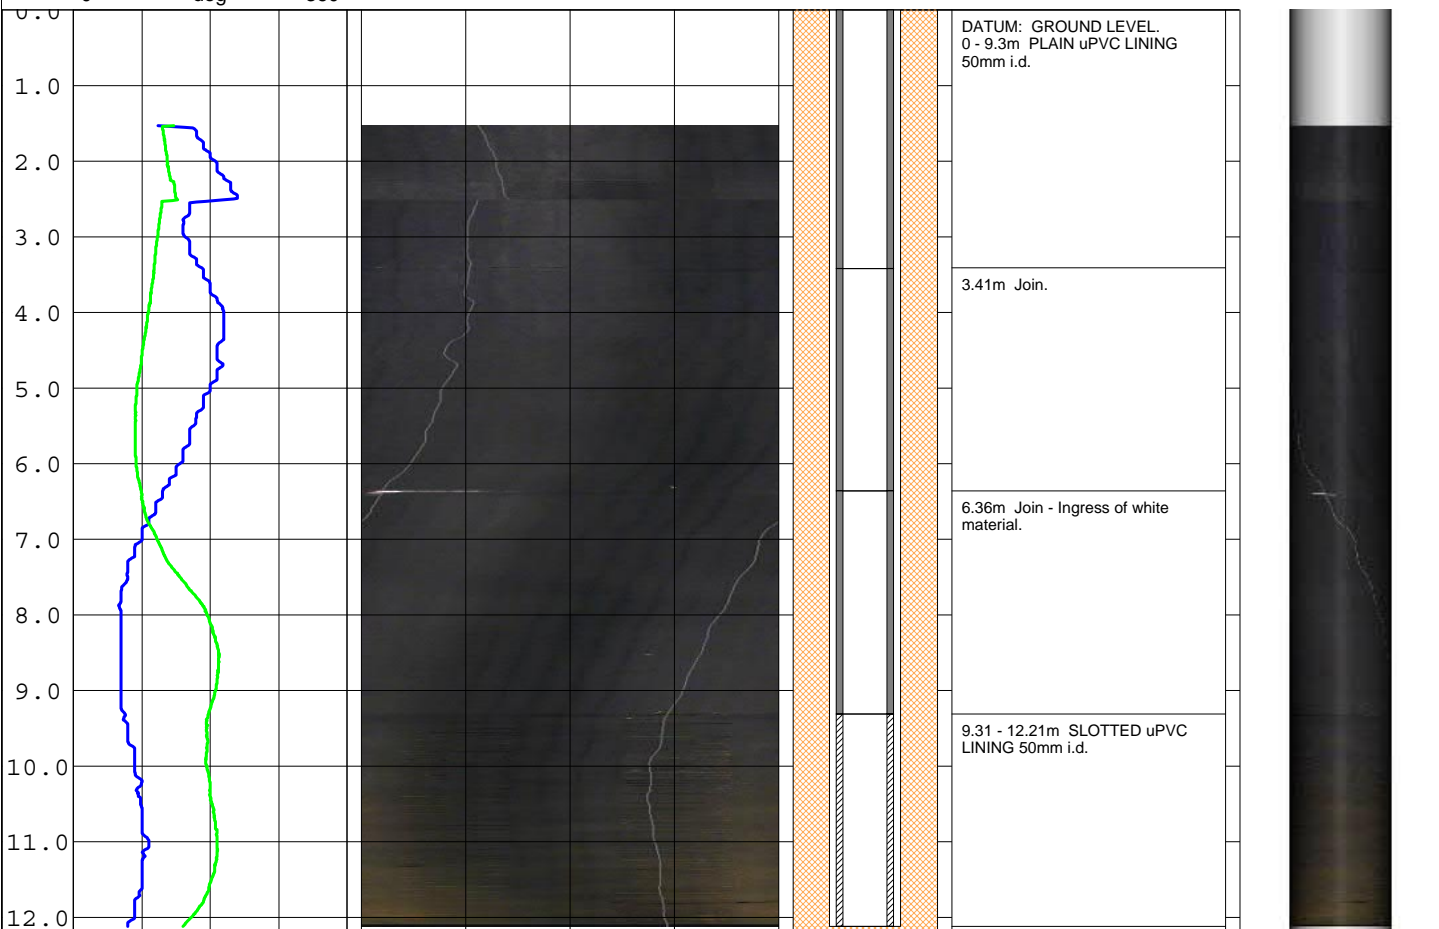 0.0
DATUM: GROUND LEVEL.
0 - 9.3m PLAIN uPVC LINING
50mm i.d.
1.0
2.0
3.0
3.41m Join.
4.0
5.0
6.0
6.36m Join - Ingress of white
material.
7.0
8.0
9.0
9.31 - 12.21m SLOTTED uPVC
LINING 50mm i.d.
10.0
11.0
12.0